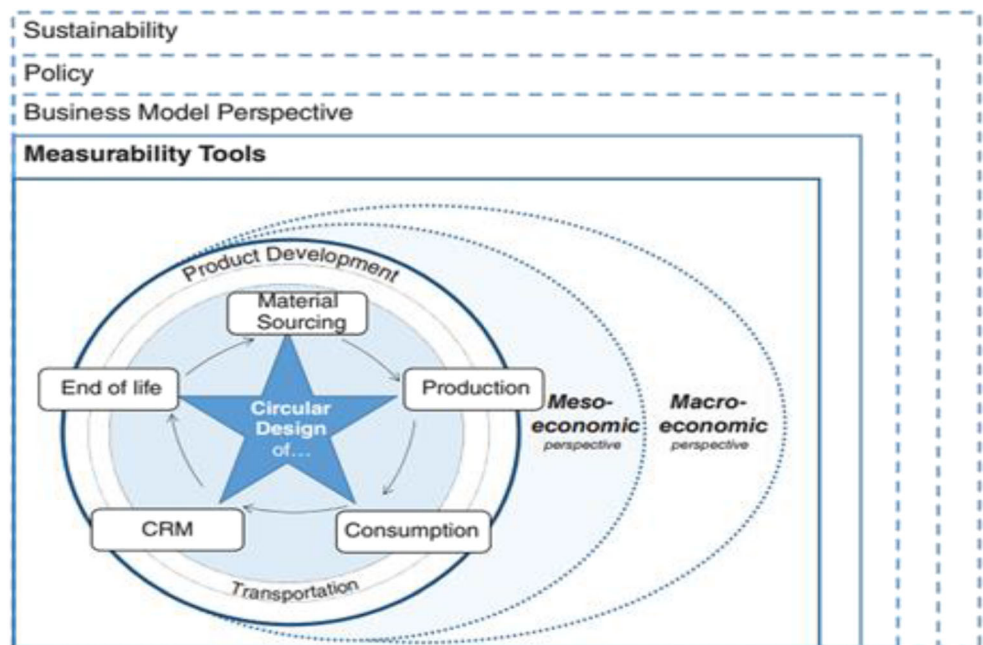 Sustainability
Policy
Business Model Perspective
Measurability Tools
Product Development
Material
Sourcing
End of life
Production
Circular
Design
of...
Meso-
economic
perspective
Macro-
economic
perspective
CRM
Consumption
Transportation